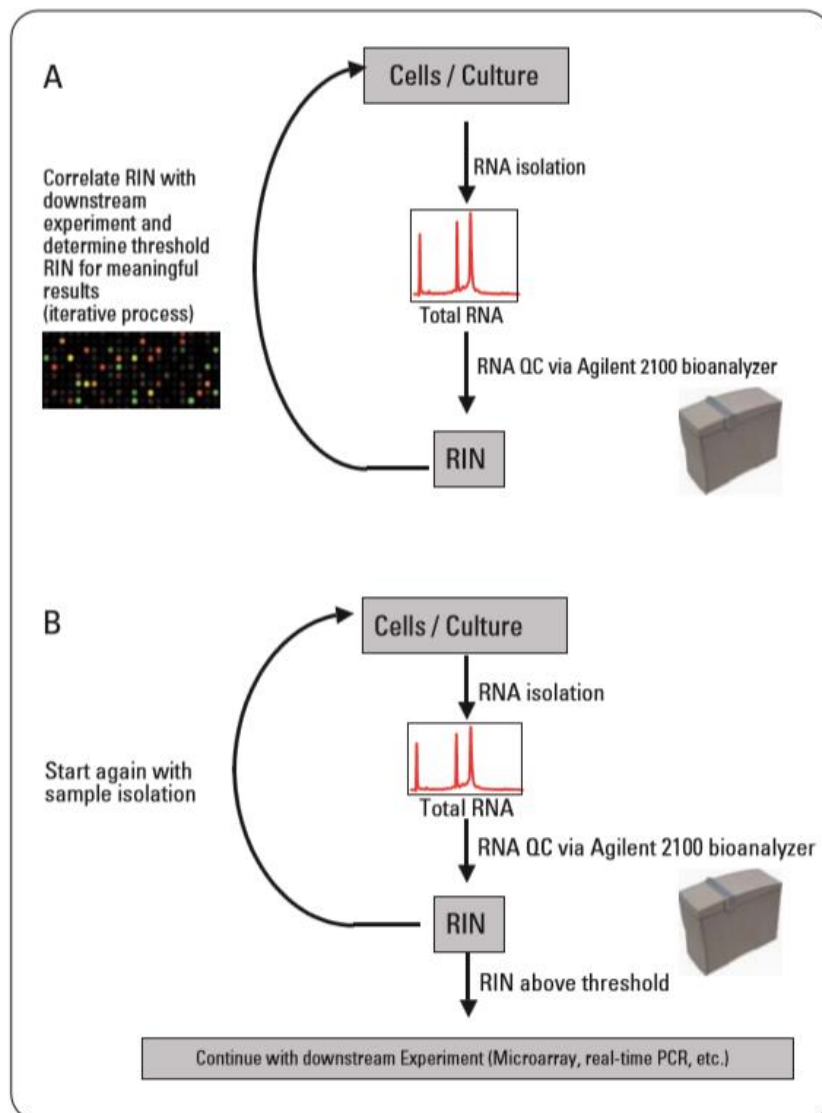 A
Cells / Culture
RNA isolation
Correlate RIN with
downstream
experiment and
determine threshold
RIN for meaningful
results
(iterative process)
Total RNA
RNA QC via Agilent 2100 bioanalyzer
RIN
B
Cells / Culture
RNA isolation
Start again with
sample isolation
Total RNA
RNA QC via Agilent 2100 bioanalyzer
RIN
RIN above threshold
Continue with downstream Experiment (Microarray, real-time PCR, etc.)